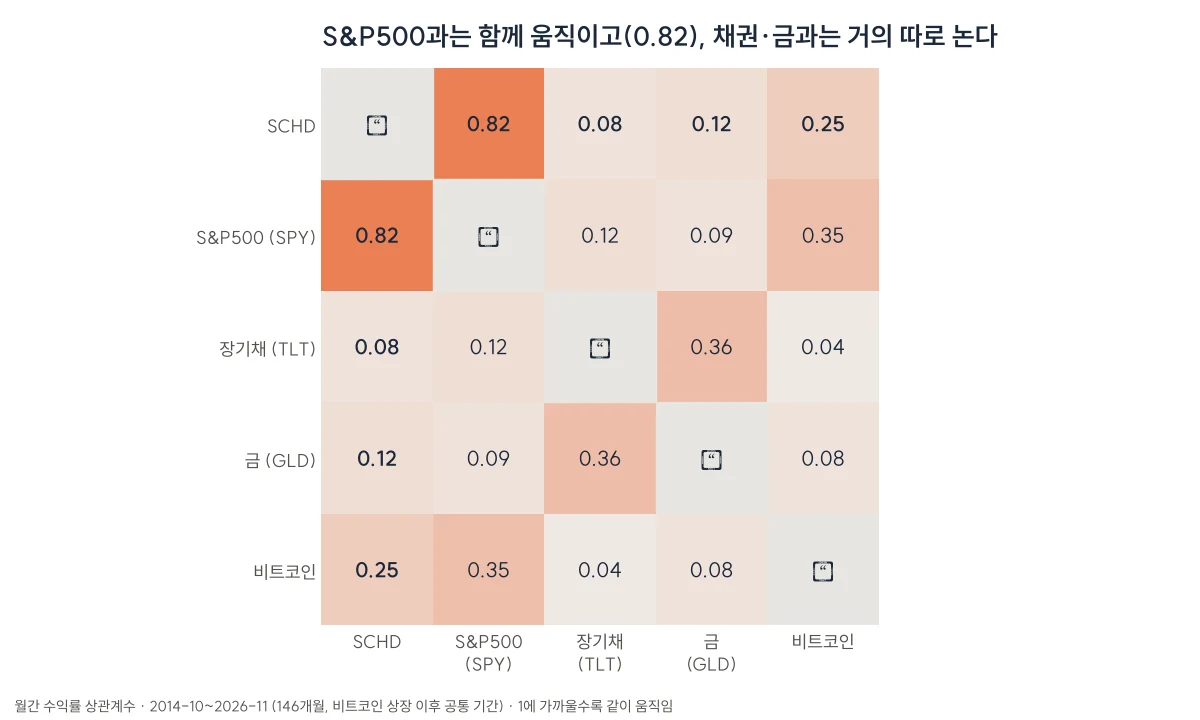 S&P500과는 함께 움직이고(0.82), 채권·금과는 거의 따로 논다
SCHD 0.82 0.08 0.12 0.25
S&P500 (SPY) 0.82 0.12 0.09 0.35
장기채 (TLT) 0.08 0.12 0.36 0.04
금 (GLD) 0.12 0.09 0.36 0.08
비트코인 0.25 0.35 0.04 0.08
SCHD S&P500 장기채 금 비트코인
(SPY) (TLT) (GLD)
월간 수익률 상관계수 · 2014-10~2026-11 (146개월, 비트코인 상장 이후 공통 기간) · 1에 가까울수록 같이 움직임